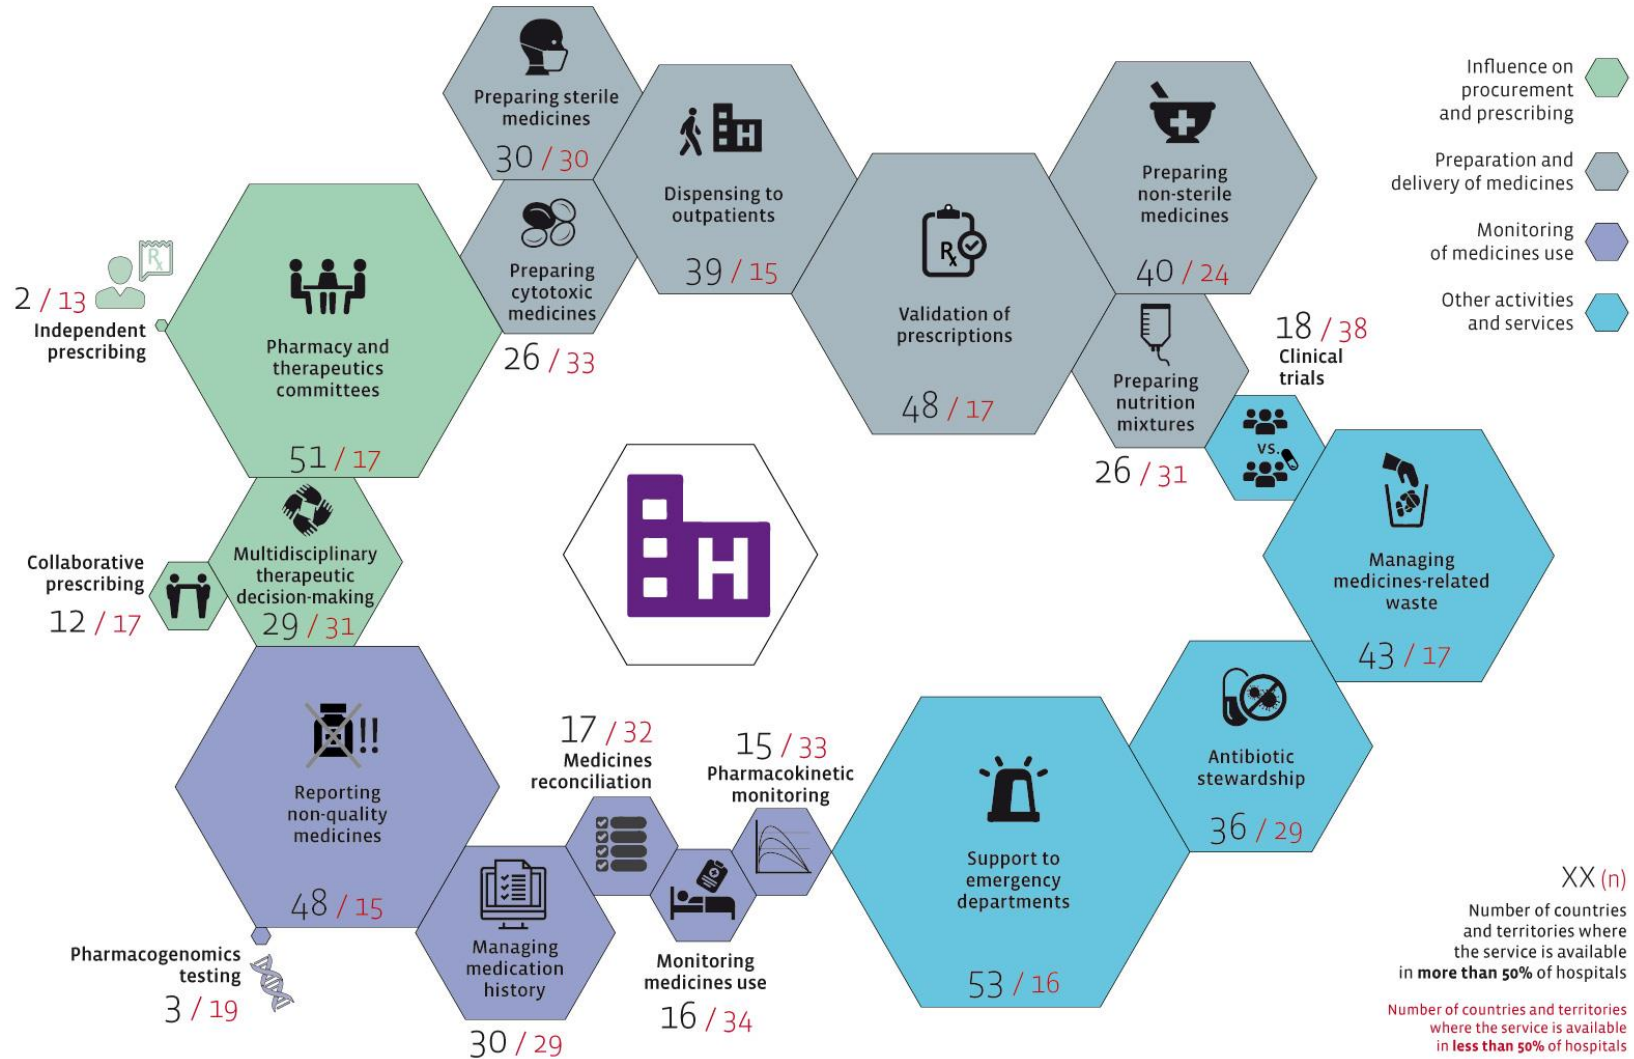 Preparing sterile
medicines
30 / 30
Dispensing to
outpatients
39 / 15
Preparing
cytotoxic
medicines
26 / 33
Validation of
prescriptions
48 / 17
Preparing
non-sterile
medicines
40 / 24
Preparing
nutrition
mixtures
26 / 31
Influence on
procurement
and prescribing
Preparation and
delivery of medicines
Monitoring
of medicines use
Other activities
and services
Rx
2 / 13
Independent
prescribing
Pharmacy and
therapeutics
committees
51 / 17
Rx
18 / 38
Clinical
trials
vs.
Multidisciplinary
therapeutic
decision-making
29 / 31
Collaborative
prescribing
12 / 17
H
H
Managing
medicines-related
waste
43 / 17
Antibiotic
stewardship
36 / 29
Support to
emergency
departments
53 / 16
!!
Reporting
non-quality
medicines
48 / 15
Pharmacogenomics
testing
3 / 19
Managing
medication
history
30 / 29
17 / 32
Medicines
reconciliation
Monitoring
medicines use
16 / 34
15 / 33
Pharmacokinetic
monitoring
XX (n)
Number of countries
and territories where
the service is available
in more than 50% of hospitals
Number of countries and territories
where the service is available
in less than 50% of hospitals